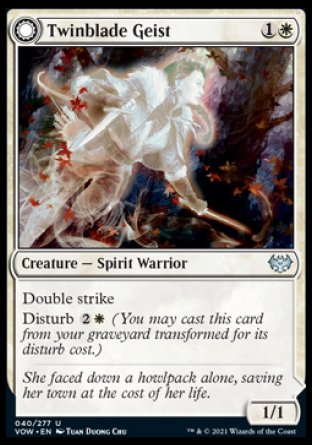 Twinblade Geist 1
Creature — Spirit Warrior
Double strike
Disturb 2 (You may cast this card
from your graveyard transformed for its
disturb cost.)
She faced down a howlpack alone, saving
her town at the cost of her life.
1/1
040/277 U
VOW • EN Tuan Duong Chu
™ & © 2021 Wizards of the Coast